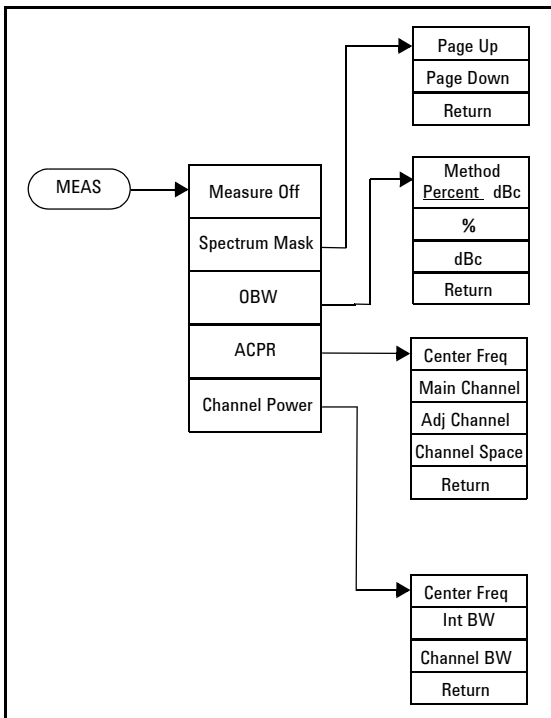 MEAS
Measure Off
Spectrum Mask
OBW
ACPR
Channel Power
Page Up
Page Down
Return
Method
Percent dBc
%
dBc
Return
Center Freq
Main Channel
Adj Channel
Channel Space
Return
Center Freq
Int BW
Channel BW
Return